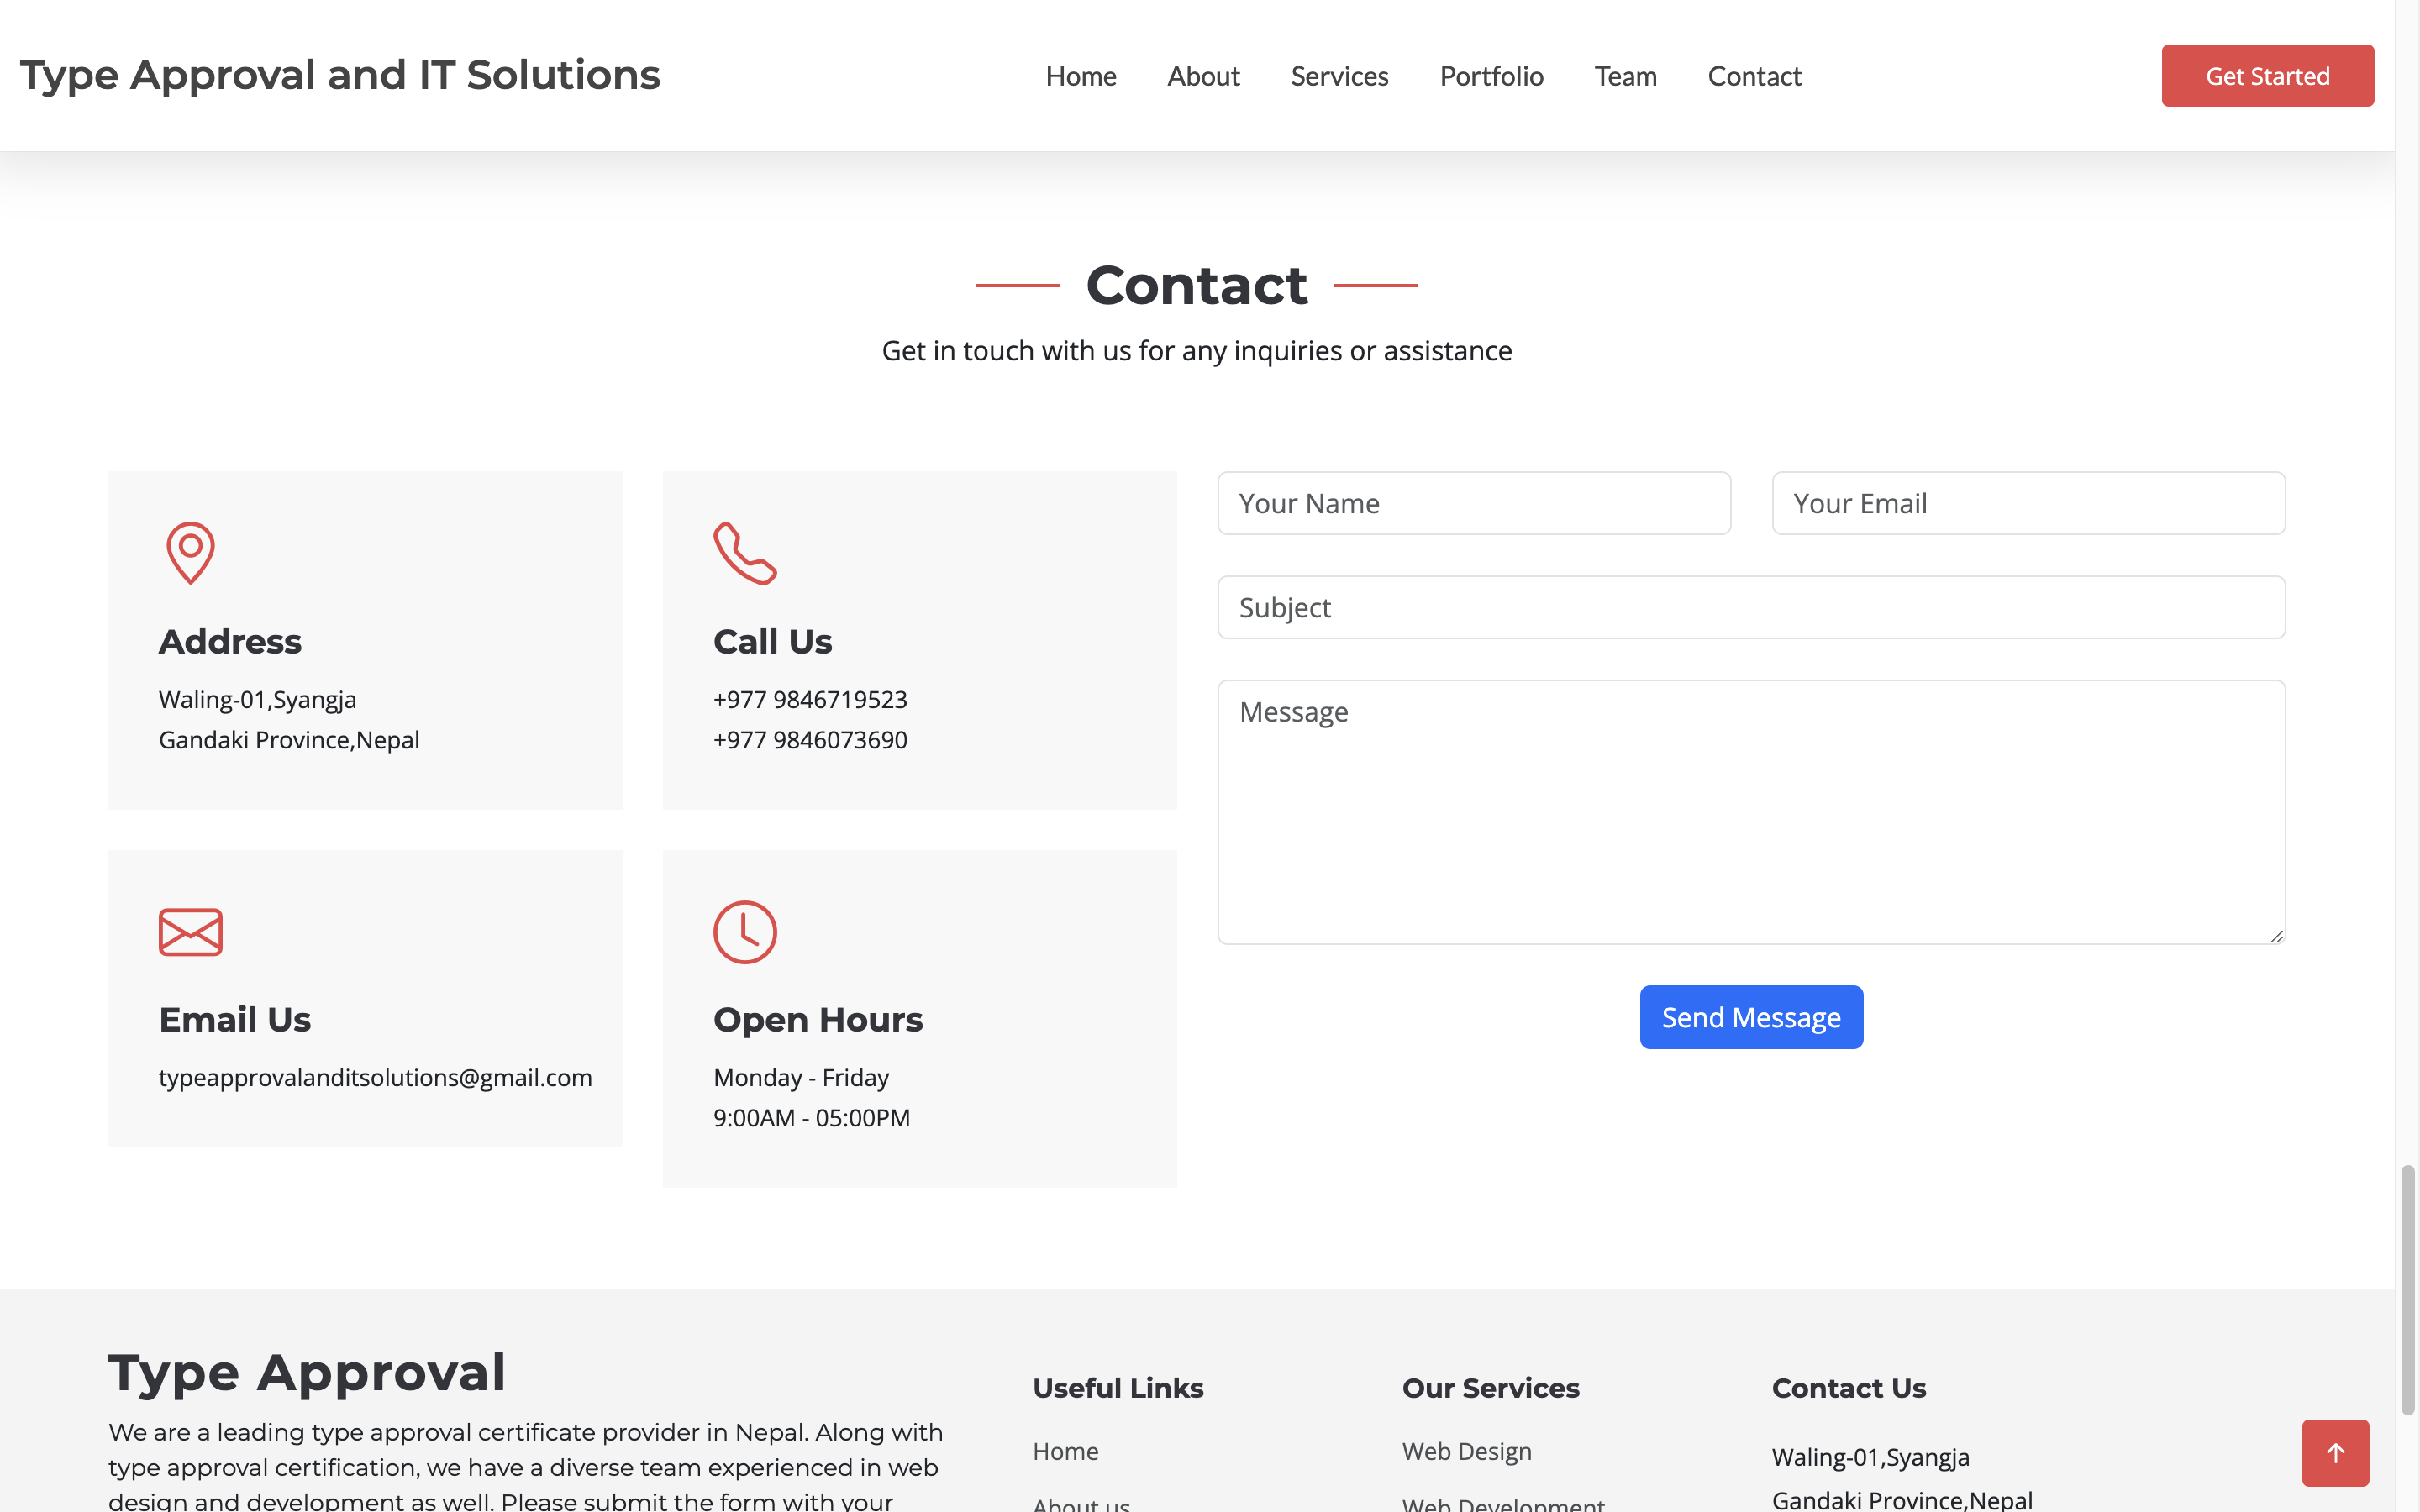 Type Approval and IT Solutions
Home About Services Portfolio Team Contact
Get Started
Contact
Get in touch with us for any inquiries or assistance
Address
Waling-01,Syangja
Gandaki Province,Nepal
Call Us
+977 9846719523
+977 9846073690
Email Us
typeapprovalanditsolutions@gmail.com
Open Hours
Monday - Friday
9:00AM - 05:00PM
Your Name
Your Email
Subject
Message
Send Message
Type Approval
We are a leading type approval certificate provider in Nepal. Along with
type approval certification, we have a diverse team experienced in web
design and development as well. Please submit the form with your
Useful Links
Home
About us
Our Services
Web Design
Web Development
Contact Us
Waling-01,Syangja
Gandaki Province,Nepal